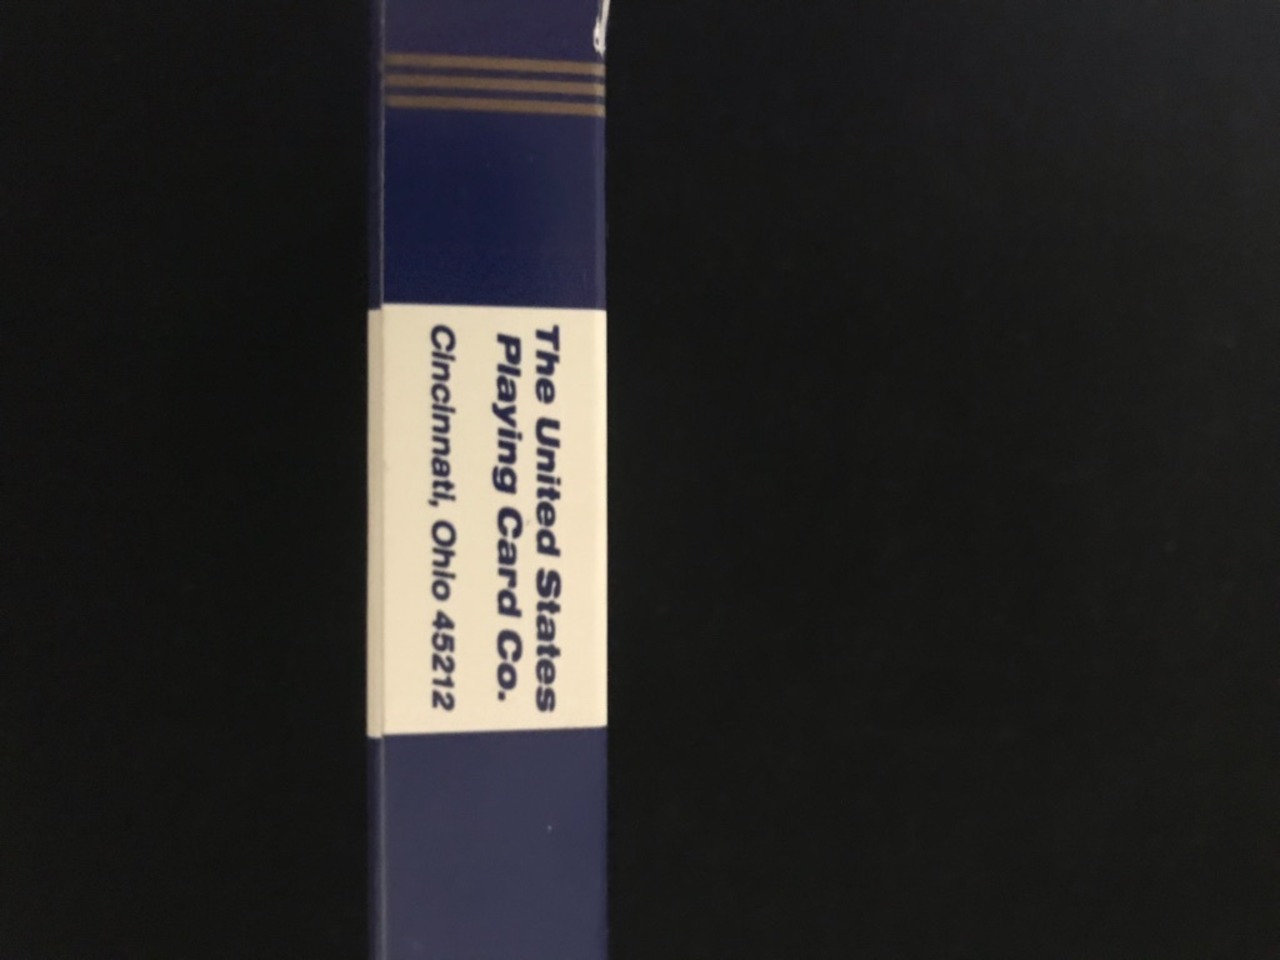 The United States
Playing Card Co.
Cincinnati, Ohio 45212